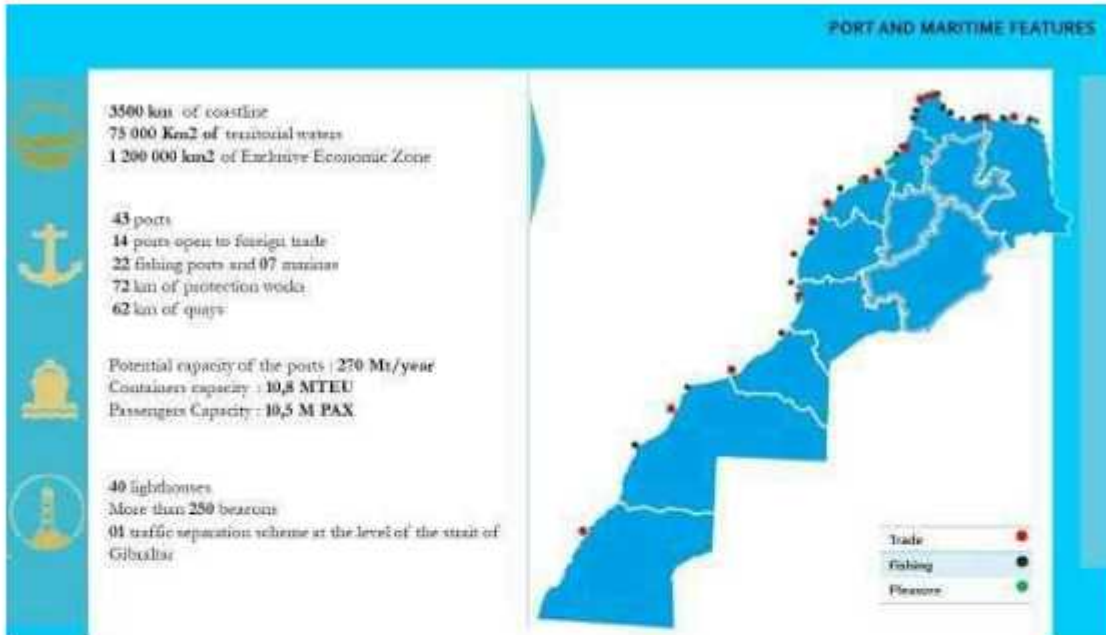 PORT AND MARITIME FEATURES
3500 km of coastline
75 000 Km2 of territorial waters
1 200 000 km2 of Exclusive Economic Zone
43 ports
14 ports open to foreign trade
22 fishing ports and 07 marinas
72 km of protection works
62 km of quays
Potential capacity of the ports : 270 Mt/year
Containers capacity : 10,8 MTEU
Passengers Capacity : 10,5 M PAX
40 lighthouses
More than 250 beacons
01 traffic separation scheme at the level of the strait of
Gibraltar
Trade
Fishing
Pleasure